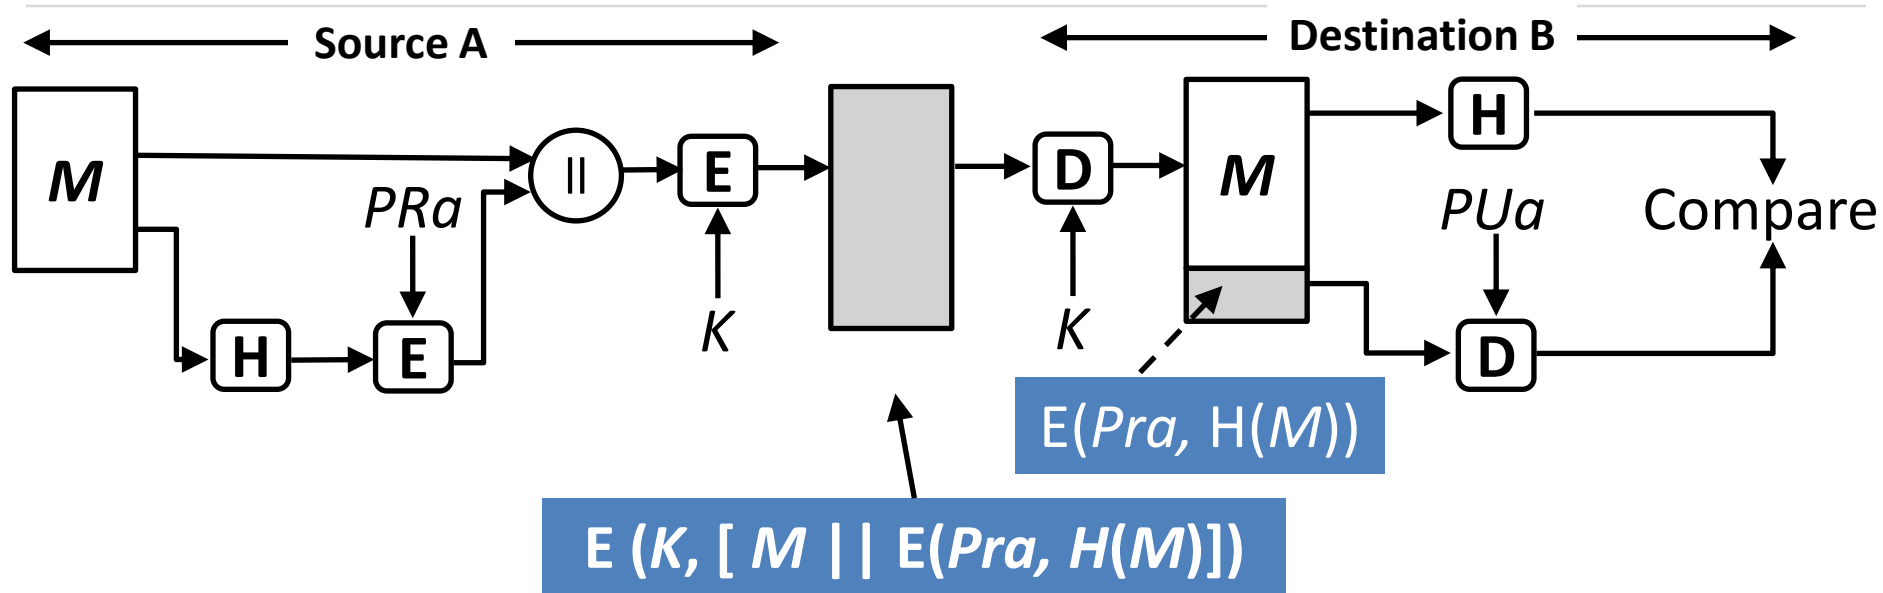 Source A
Destination B
M
PRa
||
E
K
H
E
D
K
M
H
PUa
Compare
D
E(Pra, H(M))
E (K, [ M || E(Pra, H(M)])